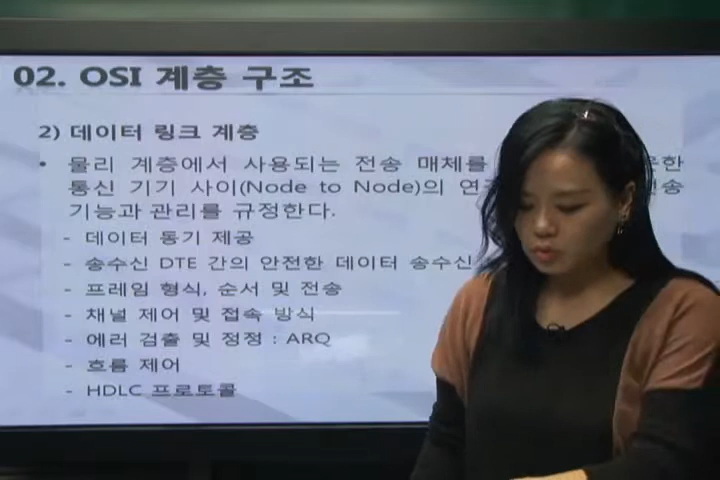 02. OSI 계층 구조
2) 데이터 링크 계층
• 물리 계층에서 사용되는 전송 매체를
통신 기기 사이(Node to Node)의
기능과 관리를 규정한다.
- 데이터 동기 제공
- 송수신 DTE 간의 안전한 데이터 송수신
- 프레임 형식, 순서 및 전송
- 채널 제어 및 접속 방식
- 에러 검출 및 정정 : ARQ
- 흐름 제어
- HDLC 프로토콜